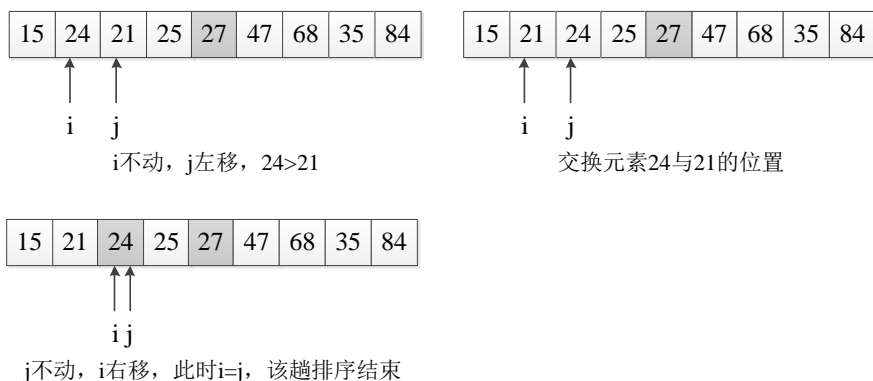 15 24 21 25 27 47 68 35 84
i j
i不动，j左移，24>21
15 21 24 25 27 47 68 35 84
i j
交换元素24与21的位置
15 21 24 25 27 47 68 35 84
i j
j不动，i右移，此时i=j，该趟排序结束